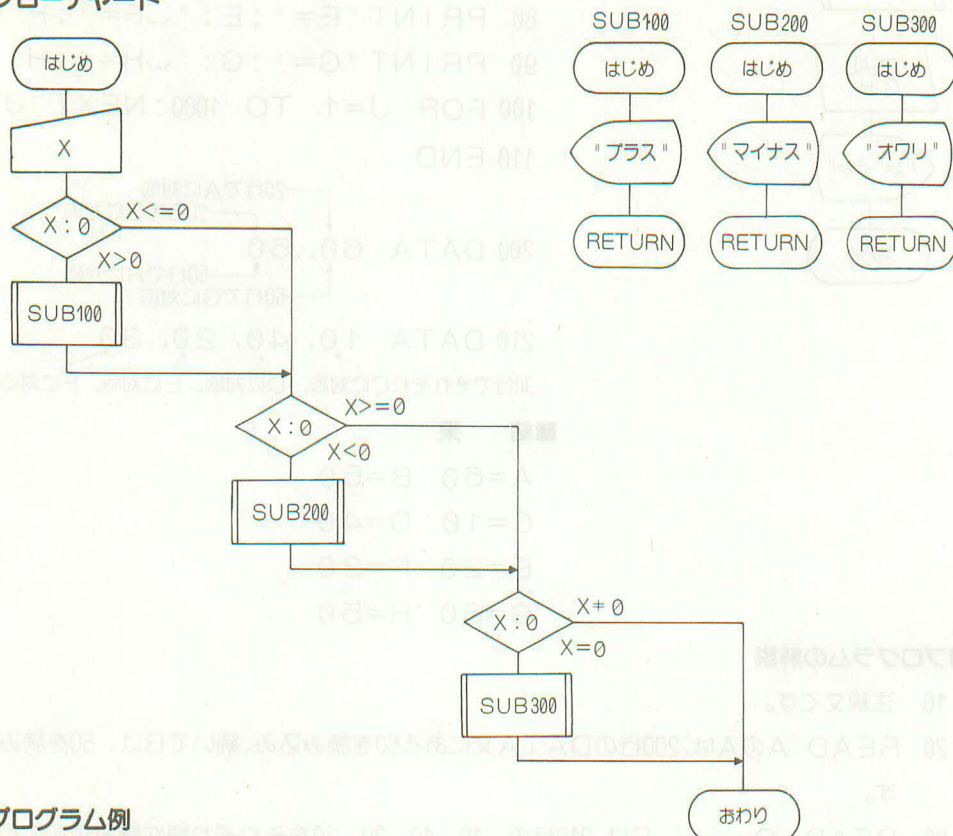 フローチャート
はじめ
X
X:0
X<=0
X>0
SUB100
X:0
X>=0
X<0
SUB200
X:0
X≠0
X=0
SUB300
おわり
SUB100
はじめ
"プラス"
RETURN
SUB200
はじめ
"マイナス"
RETURN
SUB300
はじめ
"オワリ"
RETURN
プログラム例